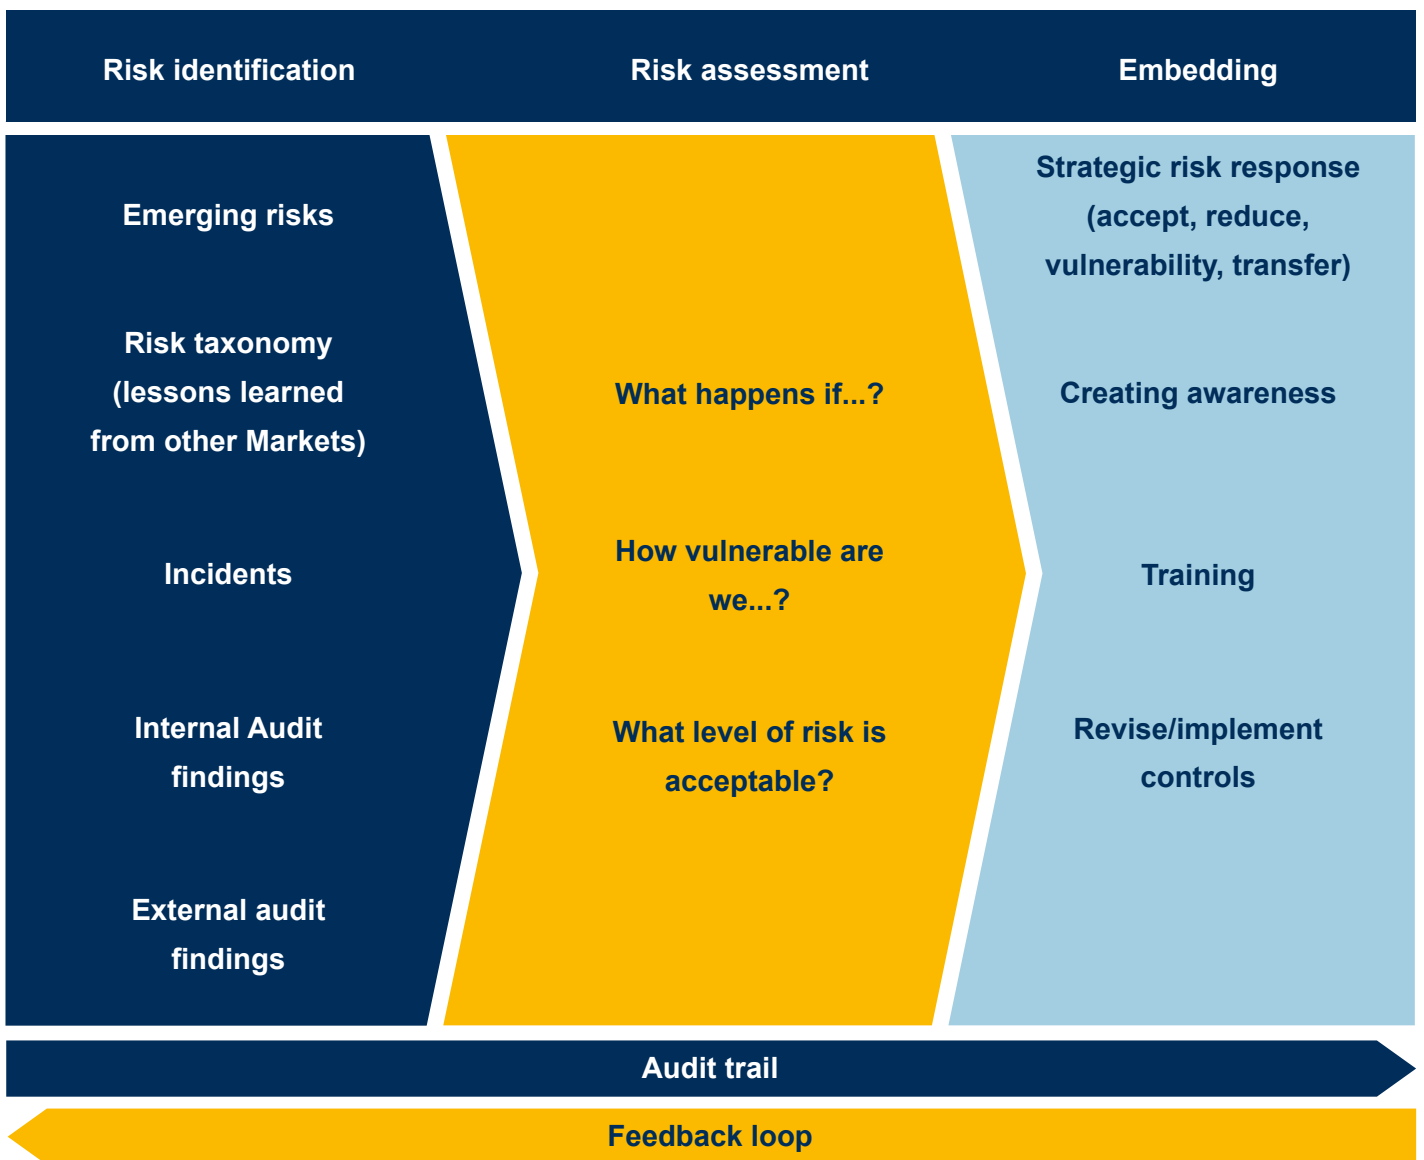 Risk identification
Risk assessment
Embedding
Emerging risks
Risk taxonomy
(lessons learned
from other Markets)
Incidents
Internal Audit
findings
External audit
findings
What happens if...?
How vulnerable are
we...?
What level of risk is
acceptable?
Strategic risk response
(accept, reduce,
vulnerability, transfer)
Creating awareness
Training
Revise/implement
controls
Audit trail
Feedback loop